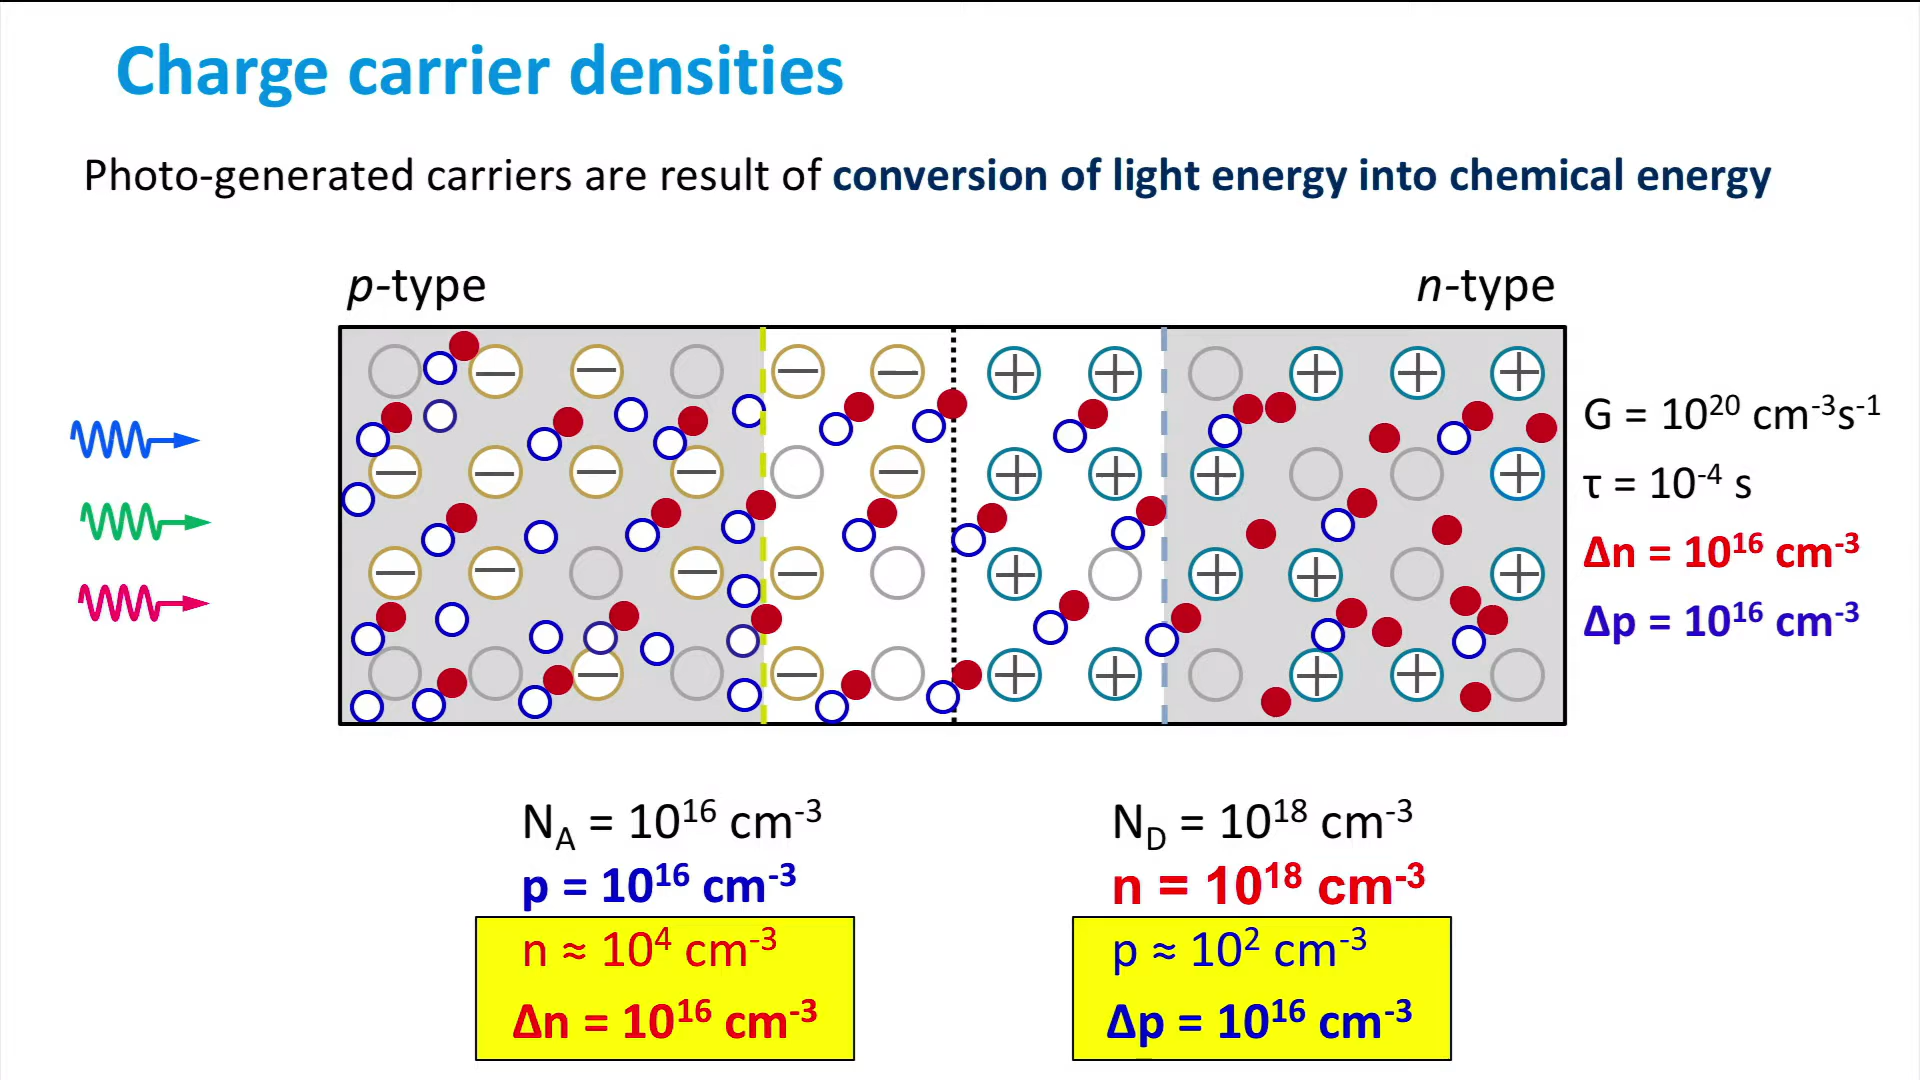 Charge carrier densities
Photo-generated carriers are result of conversion of light energy into chemical energy
p-type
n-type
G = 10²⁰ cm⁻³s⁻¹
τ = 10⁻⁴ s
Δn = 10¹⁶ cm⁻³
Δp = 10¹⁶ cm⁻³
N_A = 10¹⁶ cm⁻³
p = 10¹⁶ cm⁻³
n ≈ 10⁴ cm⁻³
Δn = 10¹⁶ cm⁻³
N_D = 10¹⁸ cm⁻³
n = 10¹⁸ cm⁻³
p ≈ 10² cm⁻³
Δp = 10¹⁶ cm⁻³